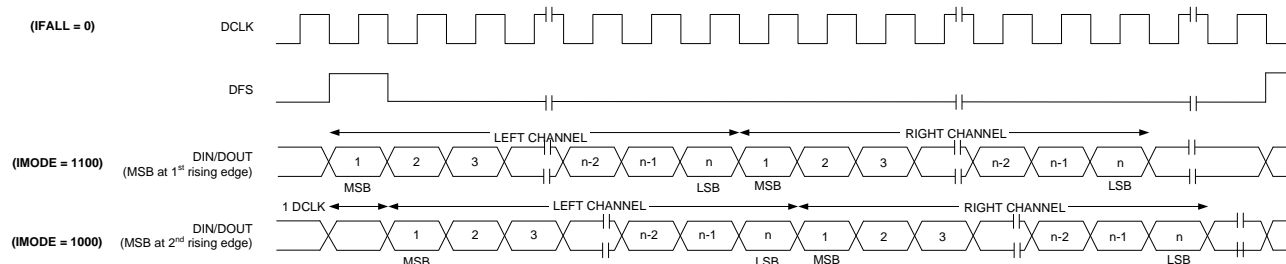 (IFALL = 0) DCLK
DFS
LEFT CHANNEL RIGHT CHANNEL
(IMODE = 1100) DIN/DOUT 1 2 3 n-2 n-1 n 1 2 3 n-2 n-1 n
(MSB at 1st rising edge)
MSB LSB MSB LSB
1 DCLK LEFT CHANNEL RIGHT CHANNEL
(IMODE = 1000) DIN/DOUT 1 2 3 n-2 n-1 n 1 2 3 n-2 n-1 n
(MSB at 2nd rising edge)
MSB LSB MSB LSB